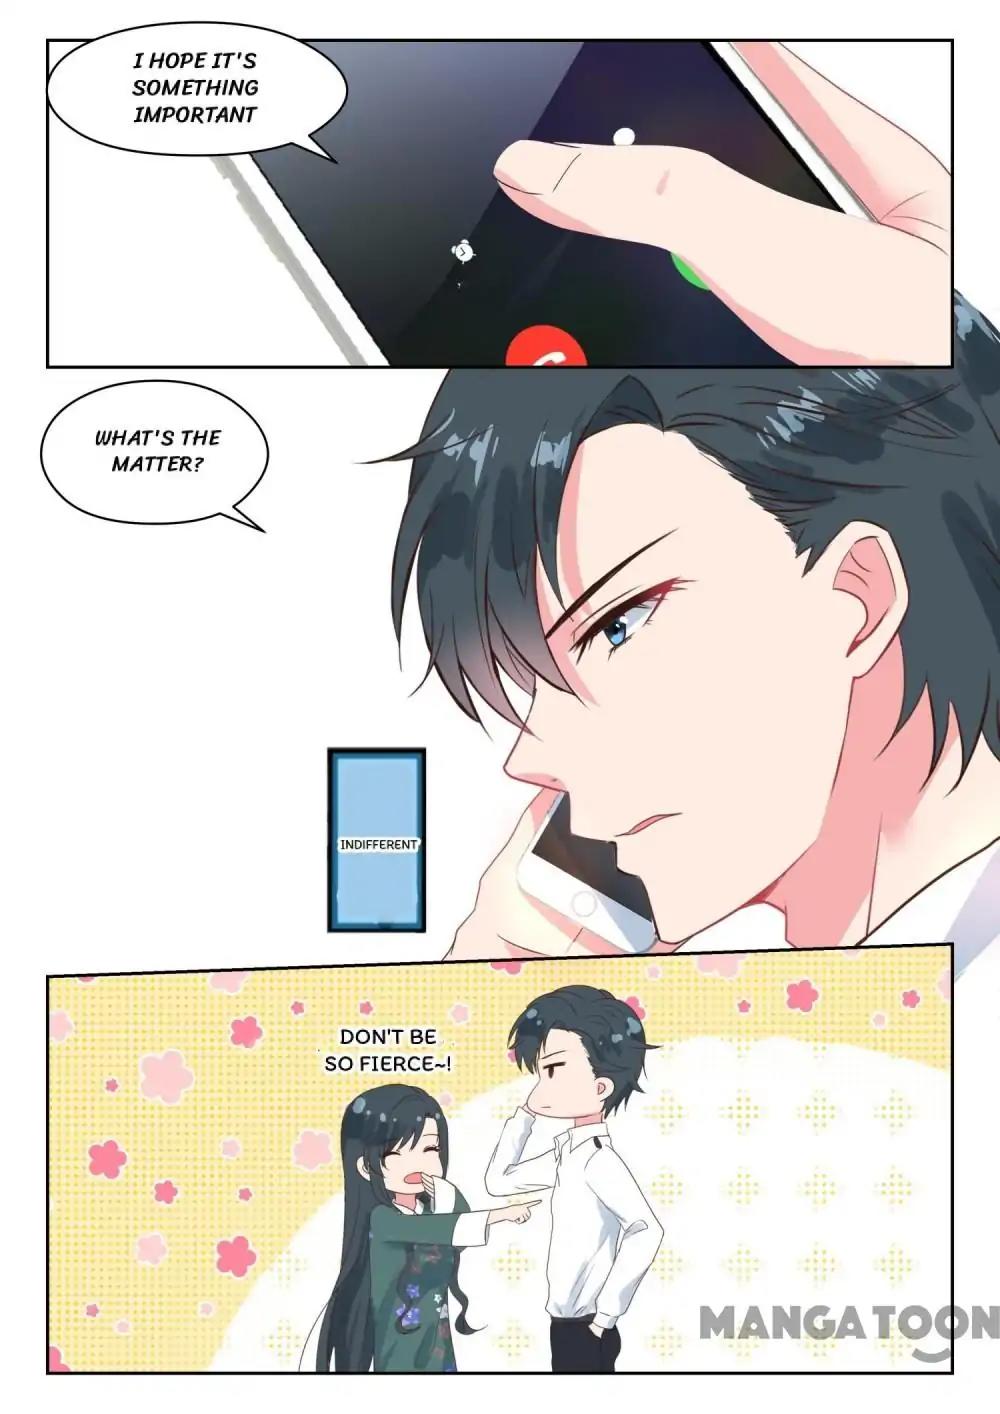 I HOPE IT'S
SOMETHING
IMPORTANT
WHAT'S THE
MATTER?
INDIFFERENT
DON'T BE
SO FIERCE~!
MANGATOON